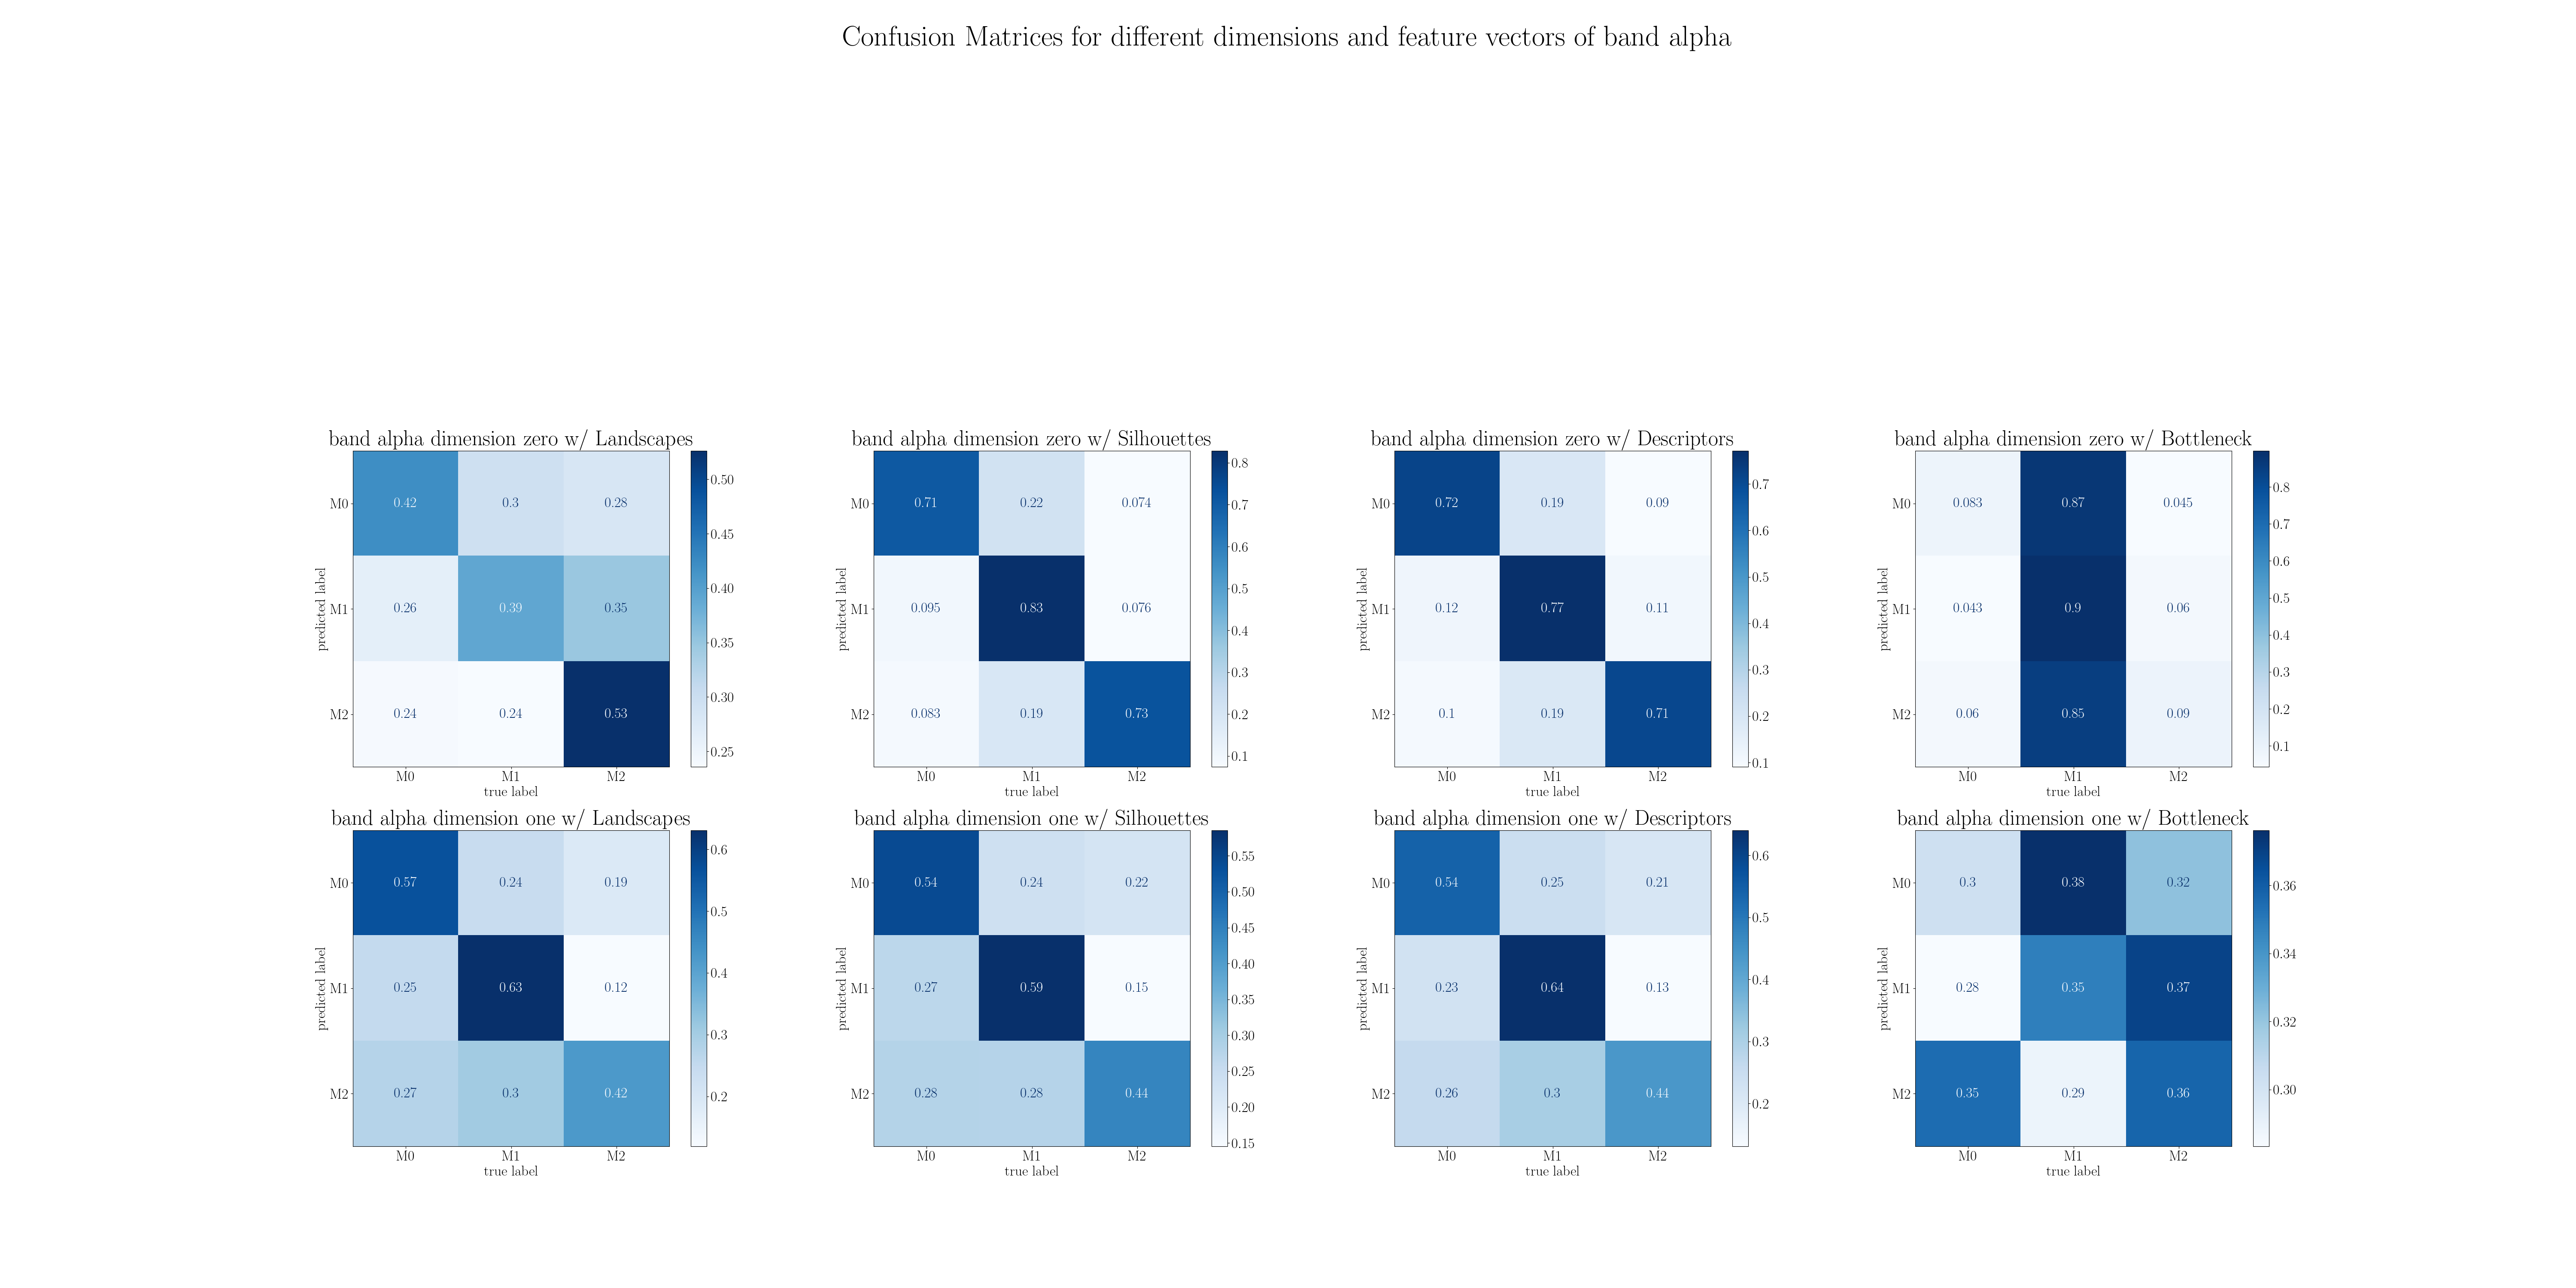 Confusion Matrices for different dimensions and feature vectors of band alpha
band alpha dimension zero w/ Landscapes
M0 0.42 0.3 0.28
M1 0.26 0.39 0.35
M2 0.24 0.24 0.53
M0 M1 M2
predicted label
true label
0.50
0.45
0.40
0.35
0.30
0.25
band alpha dimension zero w/ Silhouettes
M0 0.71 0.22 0.074
M1 0.095 0.83 0.076
M2 0.083 0.19 0.73
M0 M1 M2
predicted label
true label
0.8
0.7
0.6
0.5
0.4
0.3
0.2
0.1
band alpha dimension zero w/ Descriptors
M0 0.72 0.19 0.09
M1 0.12 0.77 0.11
M2 0.1 0.19 0.71
M0 M1 M2
predicted label
true label
0.7
0.6
0.5
0.4
0.3
0.2
0.1
band alpha dimension zero w/ Bottleneck
M0 0.083 0.87 0.045
M1 0.043 0.9 0.06
M2 0.06 0.85 0.09
M0 M1 M2
predicted label
true label
0.8
0.7
0.6
0.5
0.4
0.3
0.2
0.1
band alpha dimension one w/ Landscapes
M0 0.57 0.24 0.19
M1 0.25 0.63 0.12
M2 0.27 0.3 0.42
M0 M1 M2
predicted label
true label
0.6
0.5
0.4
0.3
0.2
band alpha dimension one w/ Silhouettes
M0 0.54 0.24 0.22
M1 0.27 0.59 0.15
M2 0.28 0.28 0.44
M0 M1 M2
predicted label
true label
0.55
0.50
0.45
0.40
0.35
0.30
0.25
0.20
0.15
band alpha dimension one w/ Descriptors
M0 0.54 0.25 0.21
M1 0.23 0.64 0.13
M2 0.26 0.3 0.44
M0 M1 M2
predicted label
true label
0.6
0.5
0.4
0.3
0.2
band alpha dimension one w/ Bottleneck
M0 0.3 0.38 0.32
M1 0.28 0.35 0.37
M2 0.35 0.29 0.36
M0 M1 M2
predicted label
true label
0.36
0.34
0.32
0.30